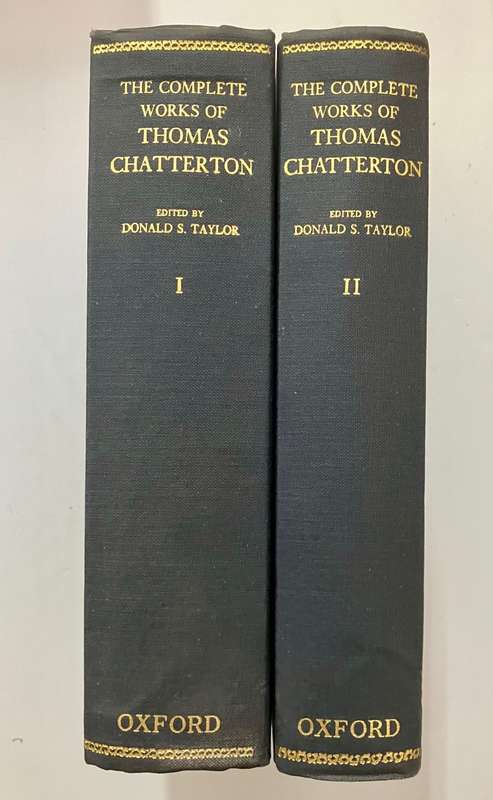 THE COMPLETE
WORKS OF
THOMAS
CHATTERTON
EDITED BY
DONALD S. TAYLOR
I
OXFORD
THE COMPLETE
WORKS OF
THOMAS
CHATTERTON
EDITED BY
DONALD S. TAYLOR
II
OXFORD